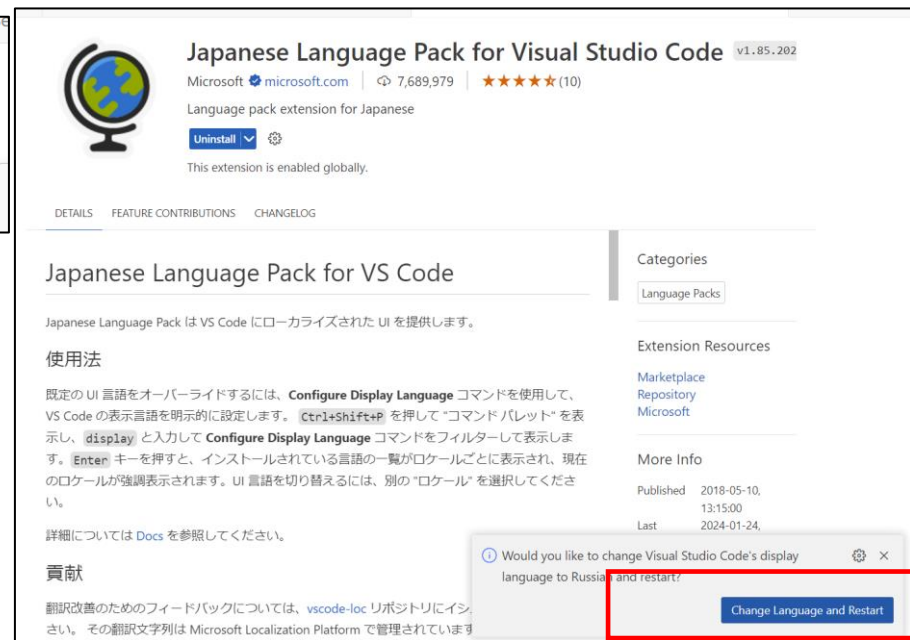 Japanese Language Pack for Visual Studio Code v1.85.202
Microsoft microsoft.com 7,689,979 (10)
Language pack extension for Japanese
Uninstall
This extension is enabled globally.
DETAILS FEATURE CONTRIBUTIONS CHANGELOG
Japanese Language Pack for VS Code
Japanese Language Pack は VS Code にローカライズされた UI を提供します。
使用法
既定の UI 言語をオーバーライドするには、Configure Display Language コマンドを使用して、
VS Code の表示言語を明示的に設定します。 Ctrl+Shift+P を押して "コマンド パレット" を表
示し、 display と入力して Configure Display Language コマンドをフィルターして表示しま
す。 Enter キーを押すと、インストールされている言語の一覧がロケールごとに表示され、現在
のロケールが強調表示されます。UI 言語を切り替えるには、別の "ロケール" を選択してくださ
い。
詳細については Docs を参照してください。
貢献
翻訳改善のためのフィードバックについては、vscode-loc リポジトリにイシ
さい。 その翻訳文字列は Microsoft Localization Platform で管理されています
Categories
Language Packs
Extension Resources
Marketplace
Repository
Microsoft
More Info
Published 2018-05-10,
13:15:00
Last 2024-01-24,
Would you like to change Visual Studio Code's display
language to Russian and restart?
Change Language and Restart